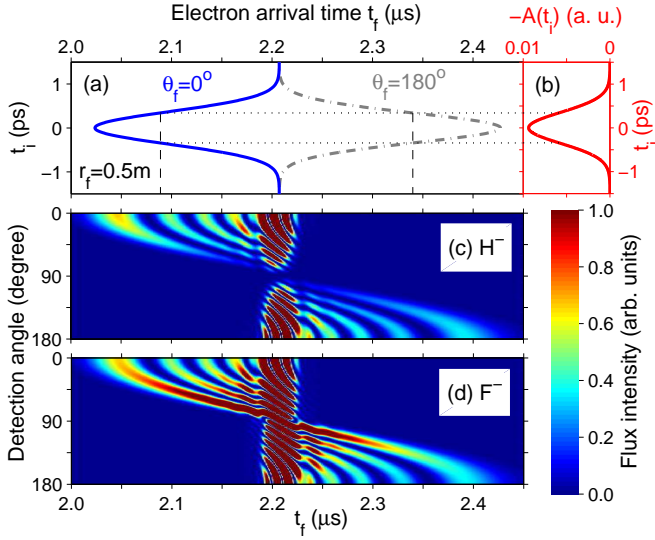 Electron arrival time t_f (μs)
2.0 2.1 2.2 2.3 2.4
−A(t_i) (a. u.)
0.01 0
t_i (ps)
1
0
−1
(a)
θ_f=0°
θ_f=180°
r_f=0.5m
(b)
1
0
−1
t_i (ps)
Detection angle (degree)
0
90
180
(c) H⁻
0
90
180
(d) F⁻
2.0 2.1 2.2 2.3 2.4
t_f (μs)
1.0
0.8
0.6
0.4
0.2
0.0
Flux intensity (arb. units)